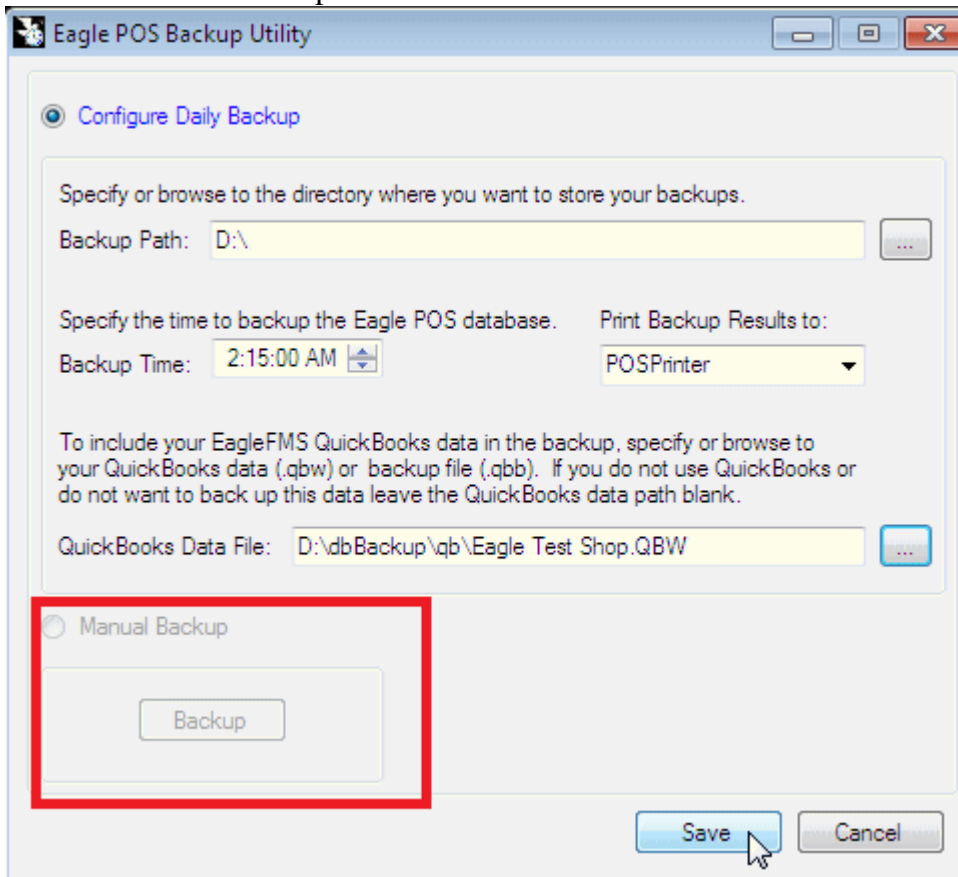 Eagle POS Backup Utility
Configure Daily Backup
Specify or browse to the directory where you want to store your backups.
Backup Path: D:\ ...
Specify the time to backup the Eagle POS database. Print Backup Results to:
Backup Time: 2:15:00 AM POSPrinter
To include your EagleFMS QuickBooks data in the backup, specify or browse to
your QuickBooks data (.qbw) or backup file (.qbb). If you do not use QuickBooks or
do not want to back up this data leave the QuickBooks data path blank.
QuickBooks Data File: D:\dbBackup\qb\Eagle Test Shop.QBW ...
Manual Backup
Backup
Save Cancel